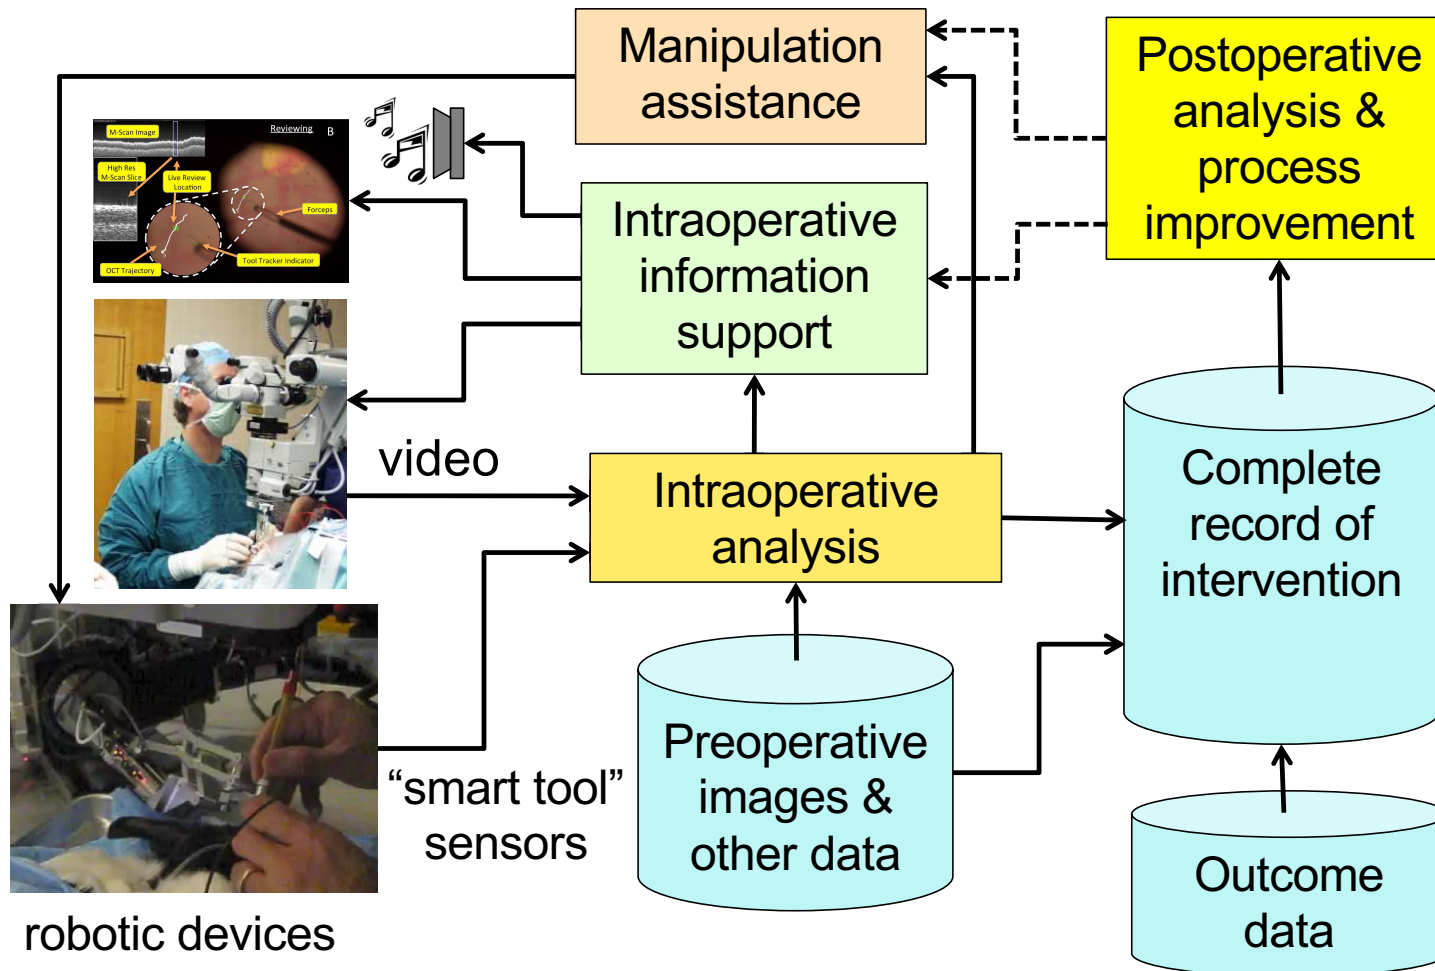 Manipulation
assistance
Postoperative
analysis &
process
improvement
M-Scan Image
Reviewing
B
High Res
M-Scan Slice
Live Review
Location
Forceps
OCT Trajectory
Tool Tracker Indicator
Intraoperative
information
support
video
Intraoperative
analysis
Complete
record of
intervention
"smart tool"
sensors
Preoperative
images &
other data
Outcome
data
robotic devices